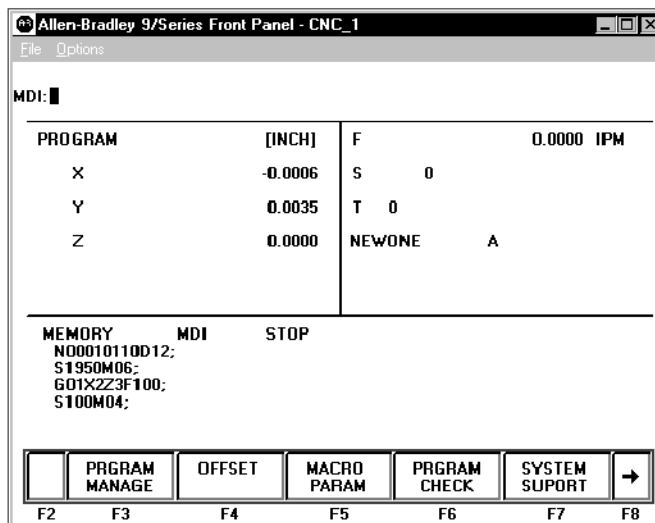 Allen-Bradley 9/Series Front Panel - CNC_1
File Options
MDI:
PROGRAM [INCH] F 0.0000 IPM
X -0.0006 S 0
Y 0.0035 T 0
Z 0.0000 NEWONE A
MEMORY MDI STOP
N00010110D12;
S1950M06;
G01X2Z3F100;
S100M04;
PRGRAM OFFSET MACRO PRGRAM SYSTEM
MANAGE PARAM CHECK SUPORT
F2 F3 F4 F5 F6 F7 F8